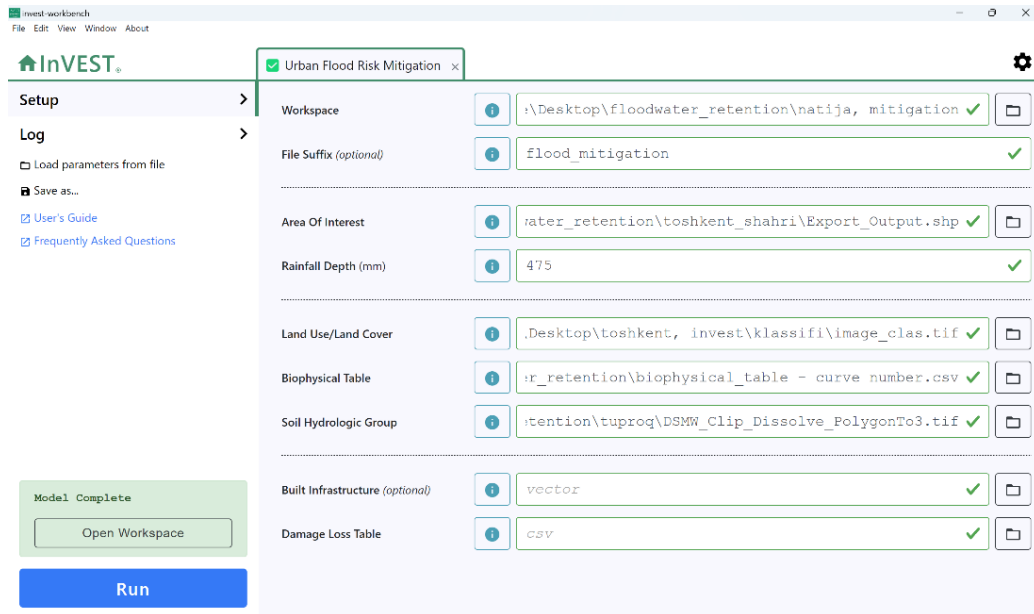 invest-workbench
File Edit View Window About
InVEST®
Urban Flood Risk Mitigation ×
Setup
Log
Load parameters from file
Save as...
User's Guide
Frequently Asked Questions
Model Complete
Open Workspace
Run
Workspace :\Desktop\floodwater_retention\natija, mitigation
File Suffix (optional) flood_mitigation
Area Of Interest water_retention\toshkent_shahri\Export_Output.shp
Rainfall Depth (mm) 475
Land Use/Land Cover Desktop\toshkent, invest\klassifi\image_clas.tif
Biophysical Table r_retention\biophysical_table - curve number.csv
Soil Hydrologic Group tention\tuproq\DSMW_Clip_Dissolve_PolygonTo3.tif
Built Infrastructure (optional) vector
Damage Loss Table csv